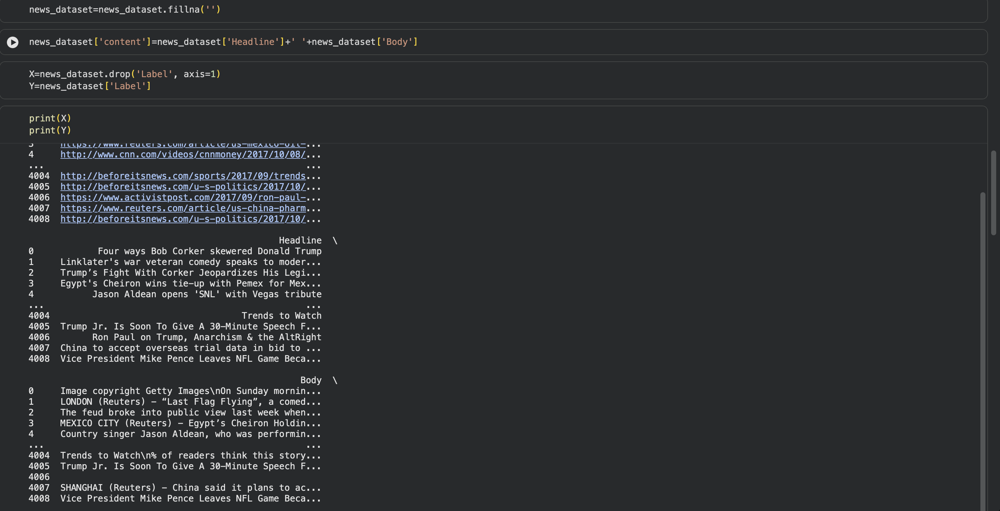 news_dataset=news_dataset.fillna('')
news_dataset['content']=news_dataset['Headline']+' '+news_dataset['Body']
X=news_dataset.drop('Label', axis=1)
Y=news_dataset['Label']
print(X)
print(Y)
3 https://www.reuters.com/article/us-mexico-oil-...
4 http://www.cnn.com/videos/cnnmoney/2017/10/08/...
... ...
4004 http://beforeitsnews.com/sports/2017/09/trends...
4005 http://beforeitsnews.com/u-s-politics/2017/10/...
4006 https://www.activistpost.com/2017/09/ron-paul-...
4007 https://www.reuters.com/article/us-china-pharm...
4008 http://beforeitsnews.com/u-s-politics/2017/10/...
Headline \
0 Four ways Bob Corker skewered Donald Trump
1 Linklater's war veteran comedy speaks to moder...
2 Trump’s Fight With Corker Jeopardizes His Legi...
3 Egypt's Cheiron wins tie-up with Pemex for Mex...
4 Jason Aldean opens 'SNL' with Vegas tribute
... ...
4004 Trends to Watch
4005 Trump Jr. Is Soon To Give A 30-Minute Speech F...
4006 Ron Paul on Trump, Anarchism & the AltRight
4007 China to accept overseas trial data in bid to ...
4008 Vice President Mike Pence Leaves NFL Game Beca...
Body \
0 Image copyright Getty Images\nOn Sunday mornin...
1 LONDON (Reuters) - “Last Flag Flying”, a comed...
2 The feud broke into public view last week when...
3 MEXICO CITY (Reuters) - Egypt’s Cheiron Holdin...
4 Country singer Jason Aldean, who was performin...
... ...
4004 Trends to Watch\n% of readers think this story...
4005 Trump Jr. Is Soon To Give A 30-Minute Speech F...
4006
4007 SHANGHAI (Reuters) - China said it plans to ac...
4008 Vice President Mike Pence Leaves NFL Game Beca...